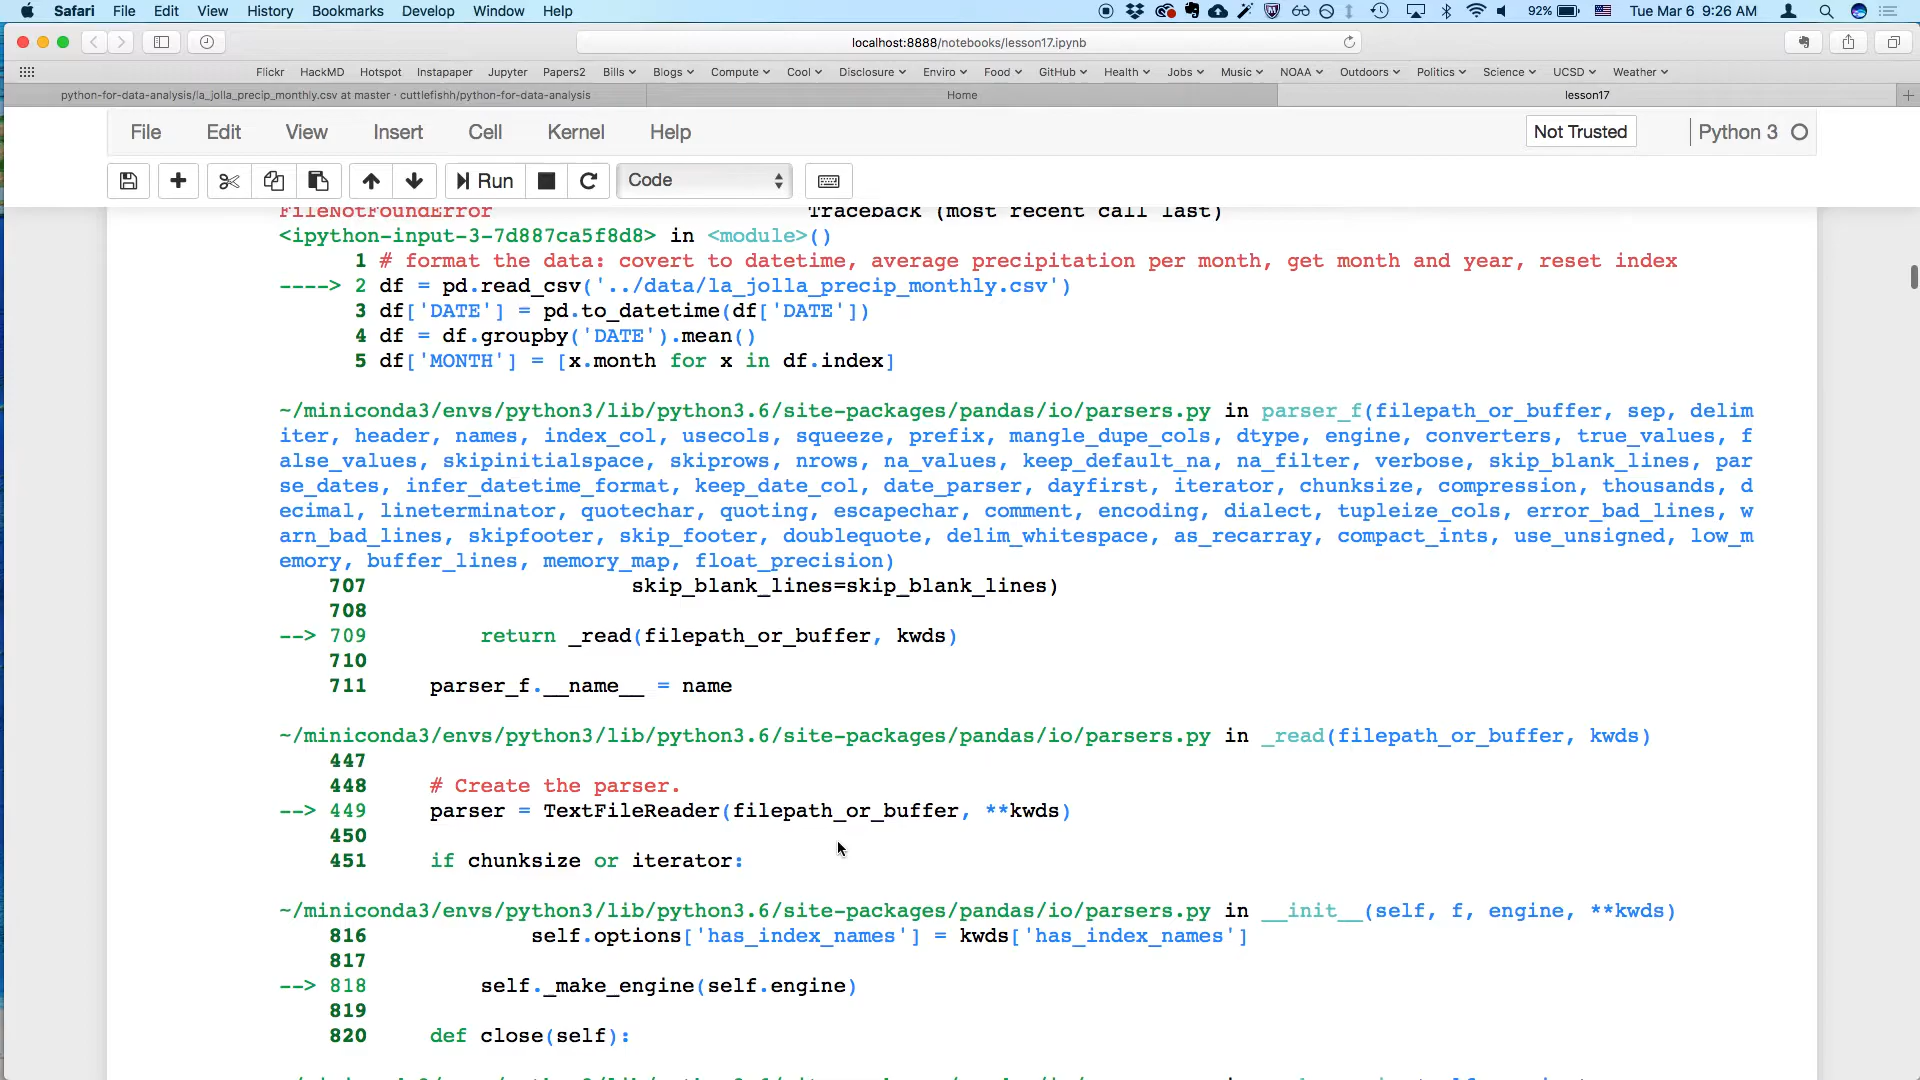 Safari File Edit View History Bookmarks Develop Window Help 92% Tue Mar 6 9:26 AM
localhost:8888/notebooks/lesson17.ipynb
Flickr HackMD Hotspot Instapaper Jupyter Papers2 Bills Blogs Compute Cool Disclosure Enviro Food GitHub Health Jobs Music NOAA Outdoors Politics Science UCSD Weather
python-for-data-analysis/la_jolla_precip_monthly.csv at master · cuttlefishh/python-for-data-analysis Home lesson17
File Edit View Insert Cell Kernel Help Not Trusted Python 3
Run Code
FileNotFoundError Traceback (most recent call last)
<ipython-input-3-7d887ca5f8d8> in <module>()
1 # format the data: covert to datetime, average precipitation per month, get month and year, reset index
----> 2 df = pd.read_csv('../data/la_jolla_precip_monthly.csv')
3 df['DATE'] = pd.to_datetime(df['DATE'])
4 df = df.groupby('DATE').mean()
5 df['MONTH'] = [x.month for x in df.index]
~/miniconda3/envs/python3/lib/python3.6/site-packages/pandas/io/parsers.py in parser_f(filepath_or_buffer, sep, delim
iter, header, names, index_col, usecols, squeeze, prefix, mangle_dupe_cols, dtype, engine, converters, true_values, f
alse_values, skipinitialspace, skiprows, nrows, na_values, keep_default_na, na_filter, verbose, skip_blank_lines, par
se_dates, infer_datetime_format, keep_date_col, date_parser, dayfirst, iterator, chunksize, compression, thousands, d
ecimal, lineterminator, quotechar, quoting, escapechar, comment, encoding, dialect, tupleize_cols, error_bad_lines, w
arn_bad_lines, skipfooter, skip_footer, doublequote, delim_whitespace, as_recarray, compact_ints, use_unsigned, low_m
emory, buffer_lines, memory_map, float_precision)
707 skip_blank_lines=skip_blank_lines)
708
--> 709 return _read(filepath_or_buffer, kwds)
710
711 parser_f.__name__ = name
~/miniconda3/envs/python3/lib/python3.6/site-packages/pandas/io/parsers.py in _read(filepath_or_buffer, kwds)
447
448 # Create the parser.
--> 449 parser = TextFileReader(filepath_or_buffer, **kwds)
450
451 if chunksize or iterator:
~/miniconda3/envs/python3/lib/python3.6/site-packages/pandas/io/parsers.py in __init__(self, f, engine, **kwds)
816 self.options['has_index_names'] = kwds['has_index_names']
817
--> 818 self._make_engine(self.engine)
819
820 def close(self):